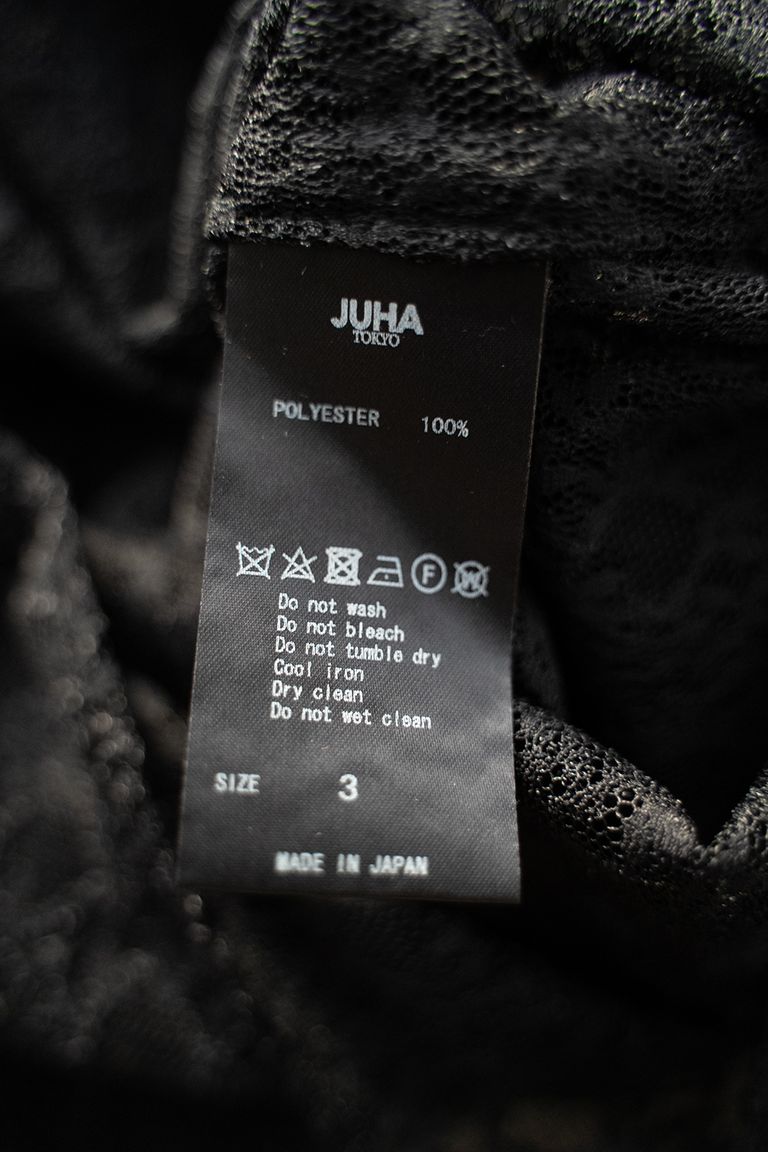 JUHA
TOKYO
POLYESTER 100%
F W
Do not wash
Do not bleach
Do not tumble dry
Cool iron
Dry clean
Do not wet clean
SIZE 3
MADE IN JAPAN